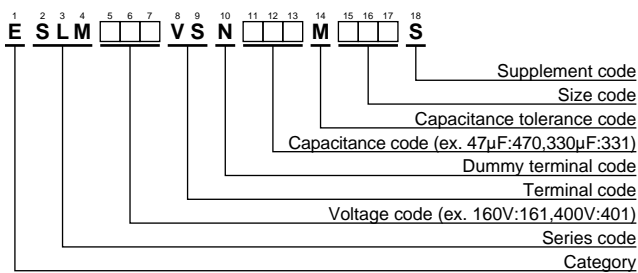 1 2 3 4 5 6 7 8 9 10 11 12 13 14 15 16 17 18
E S L M □□□ V S N □□□ M □□□ S
Supplement code
Size code
Capacitance tolerance code
Capacitance code (ex. 47μF:470,330μF:331)
Dummy terminal code
Terminal code
Voltage code (ex. 160V:161,400V:401)
Series code
Category